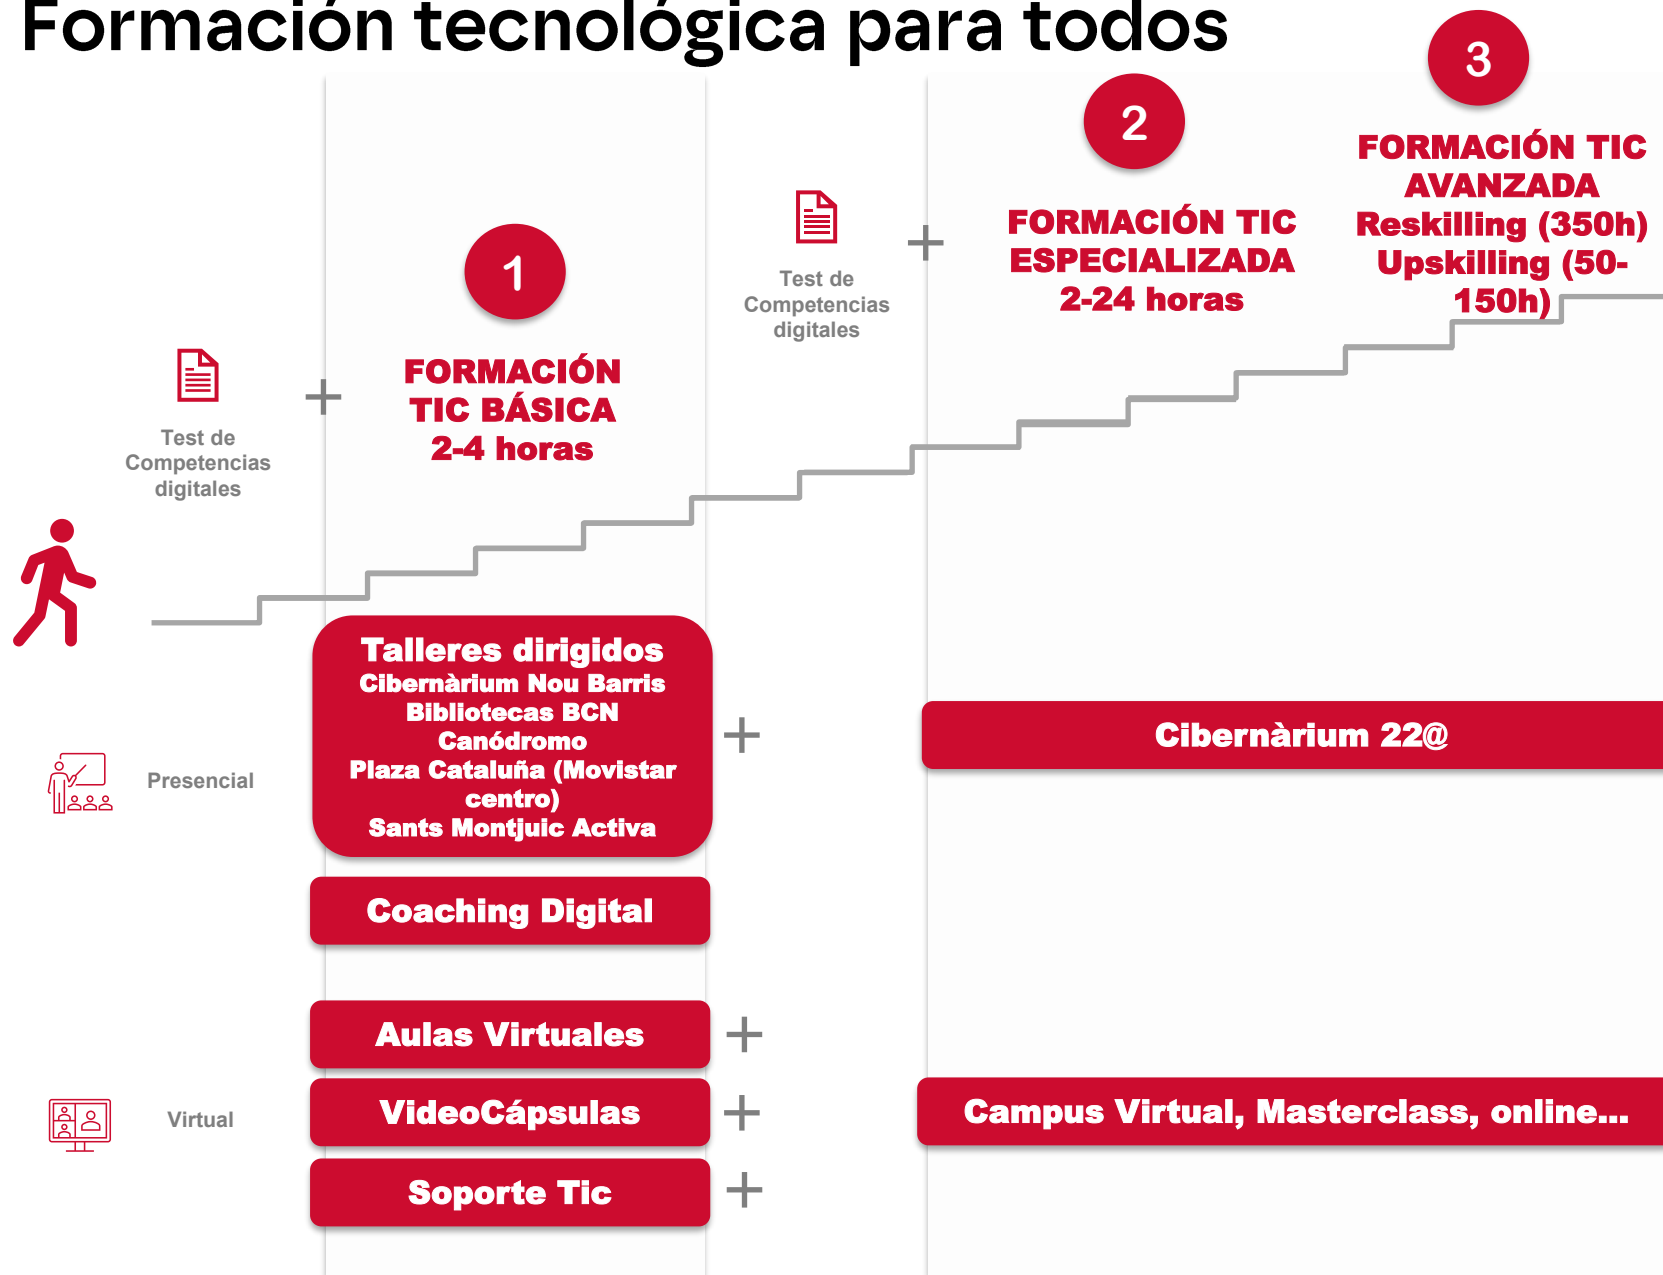 Formación tecnológica para todos
3
2
FORMACIÓN TIC
AVANZADA
Reskilling (350h)
Upskilling (50-
150h)
FORMACIÓN TIC
ESPECIALIZADA
2-24 horas
1
Test de
Competencias
digitales
FORMACIÓN
TIC BÁSICA
2-4 horas
Test de
Competencias
digitales
Talleres dirigidos
Cibernàrium Nou Barris
Bibliotecas BCN
Canódromo
Plaza Cataluña (Movistar
centro)
Sants Montjuic Activa
Cibernàrium 22@
Presencial
Coaching Digital
Aulas Virtuales
VideoCápsulas
Virtual
Campus Virtual, Masterclass, online...
Soporte Tic